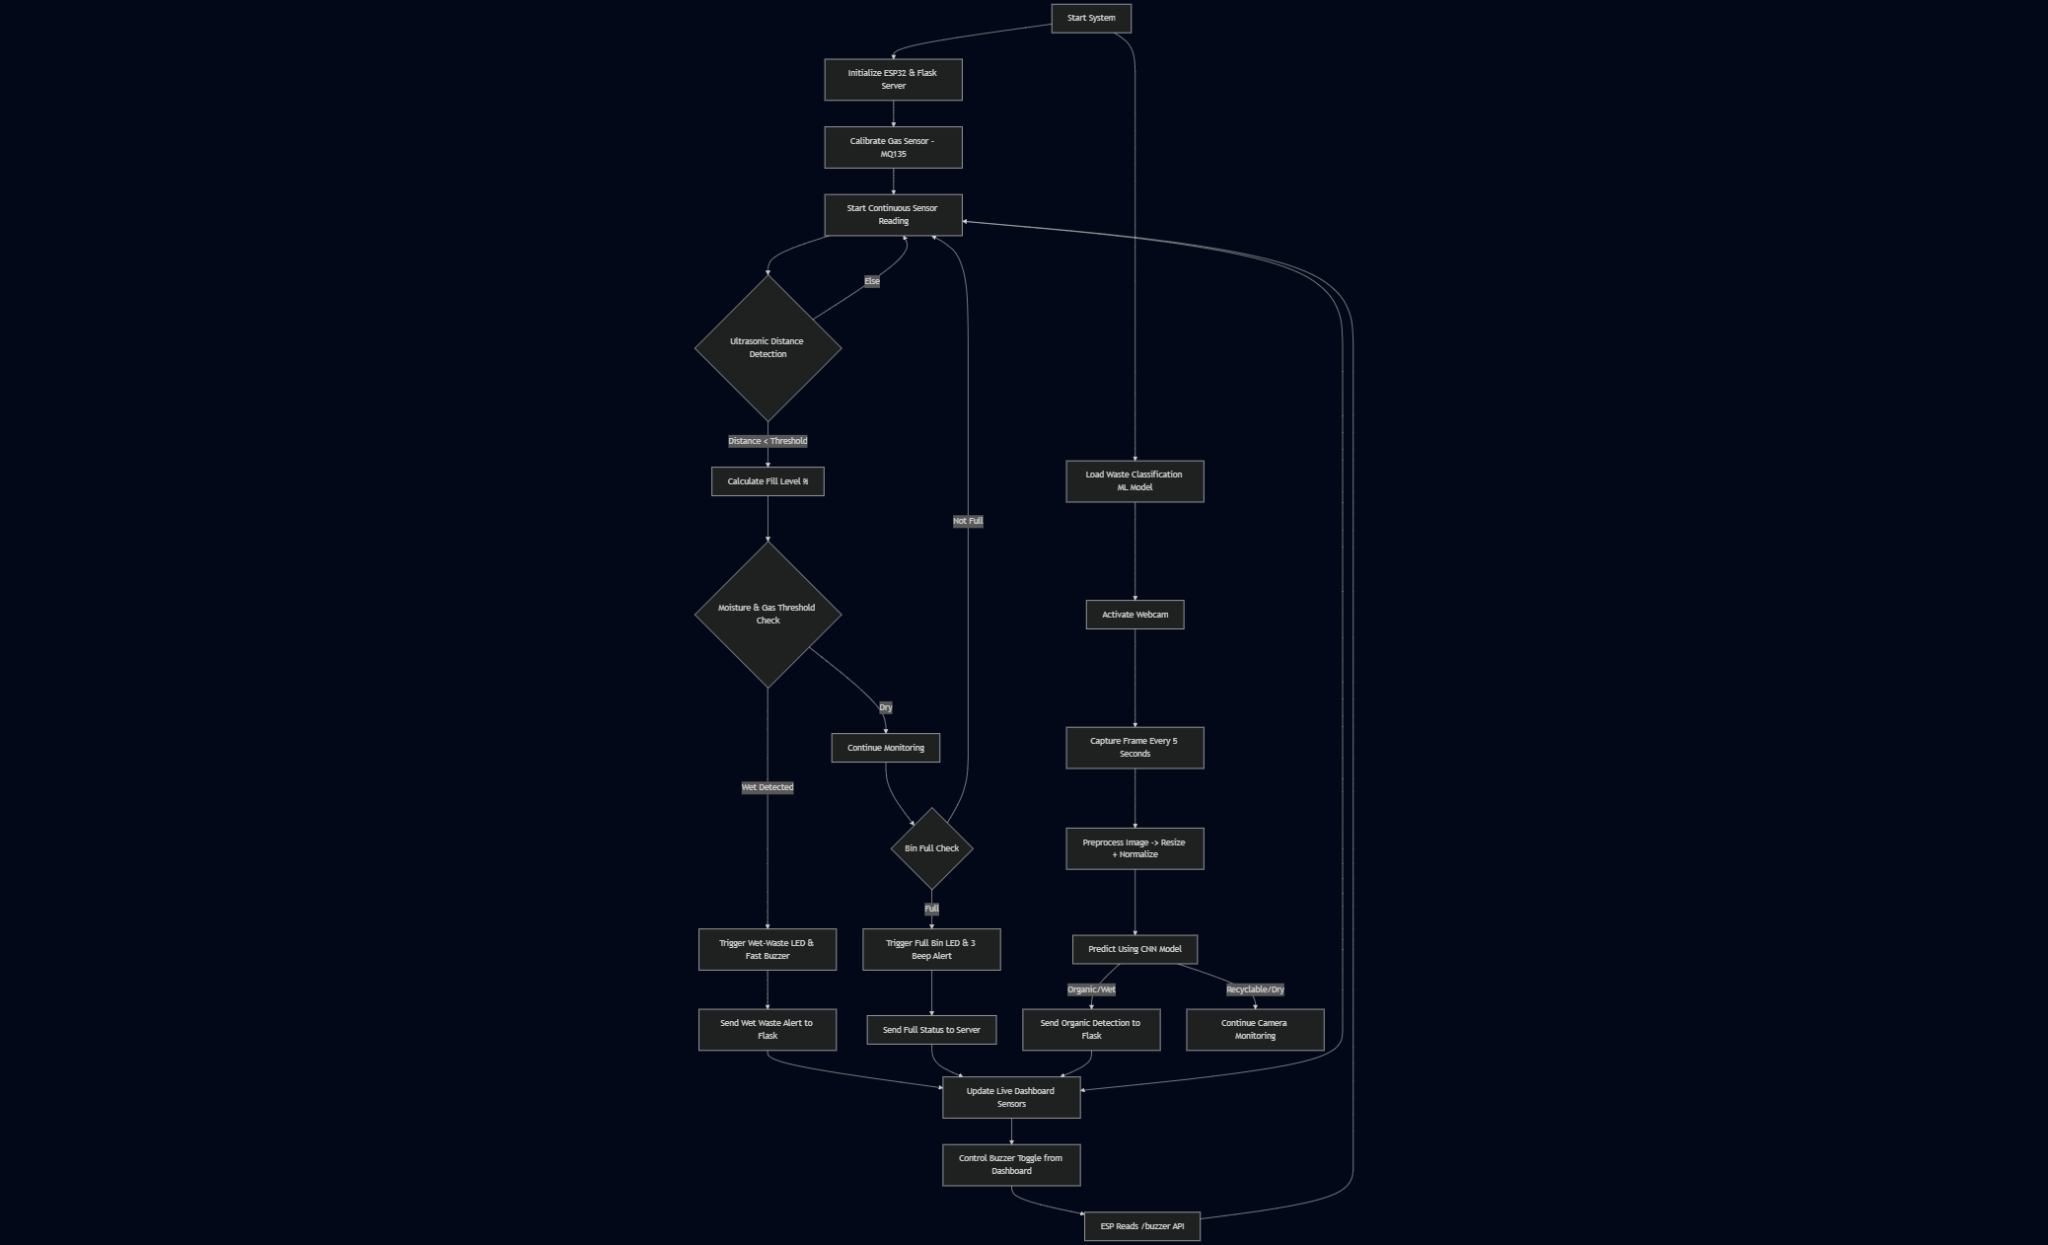 Start System
Initialize ESP32 & Flask
Server
Calibrate Gas Sensor -
MQ135
Start Continuous Sensor
Reading
Else
Ultrasonic Distance
Detection
Distance < Threshold
Calculate Fill Level %
Load Waste Classification
ML Model
Not Full
Moisture & Gas Threshold
Check
Activate Webcam
Dry
Continue Monitoring
Capture Frame Every 5
Seconds
Wet Detected
Bin Full Check
Preprocess Image -> Resize
+ Normalize
Full
Trigger Wet-Waste LED &
Fast Buzzer
Trigger Full Bin LED & 3
Beep Alert
Predict Using CNN Model
Organic/Wet
Recyclable/Dry
Send Wet Waste Alert to
Flask
Send Full Status to Server
Send Organic Detection to
Flask
Continue Camera
Monitoring
Update Live Dashboard
Sensors
Control Buzzer Toggle from
Dashboard
ESP Reads /buzzer API